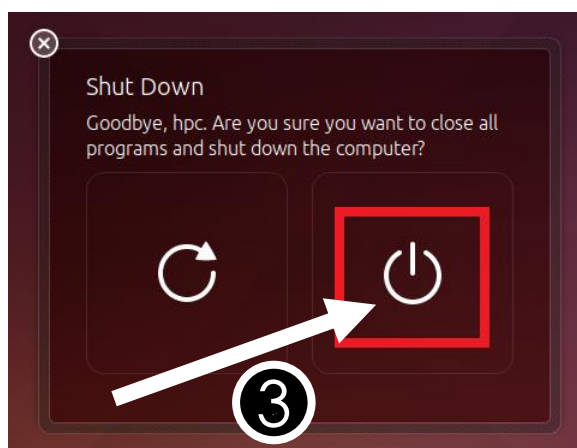 Shut Down
Goodbye, hpc. Are you sure you want to close all
programs and shut down the computer?
3